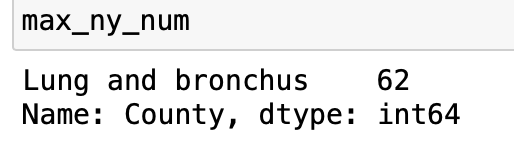 max_ny_num
Lung and bronchus    62
Name: County, dtype: int64